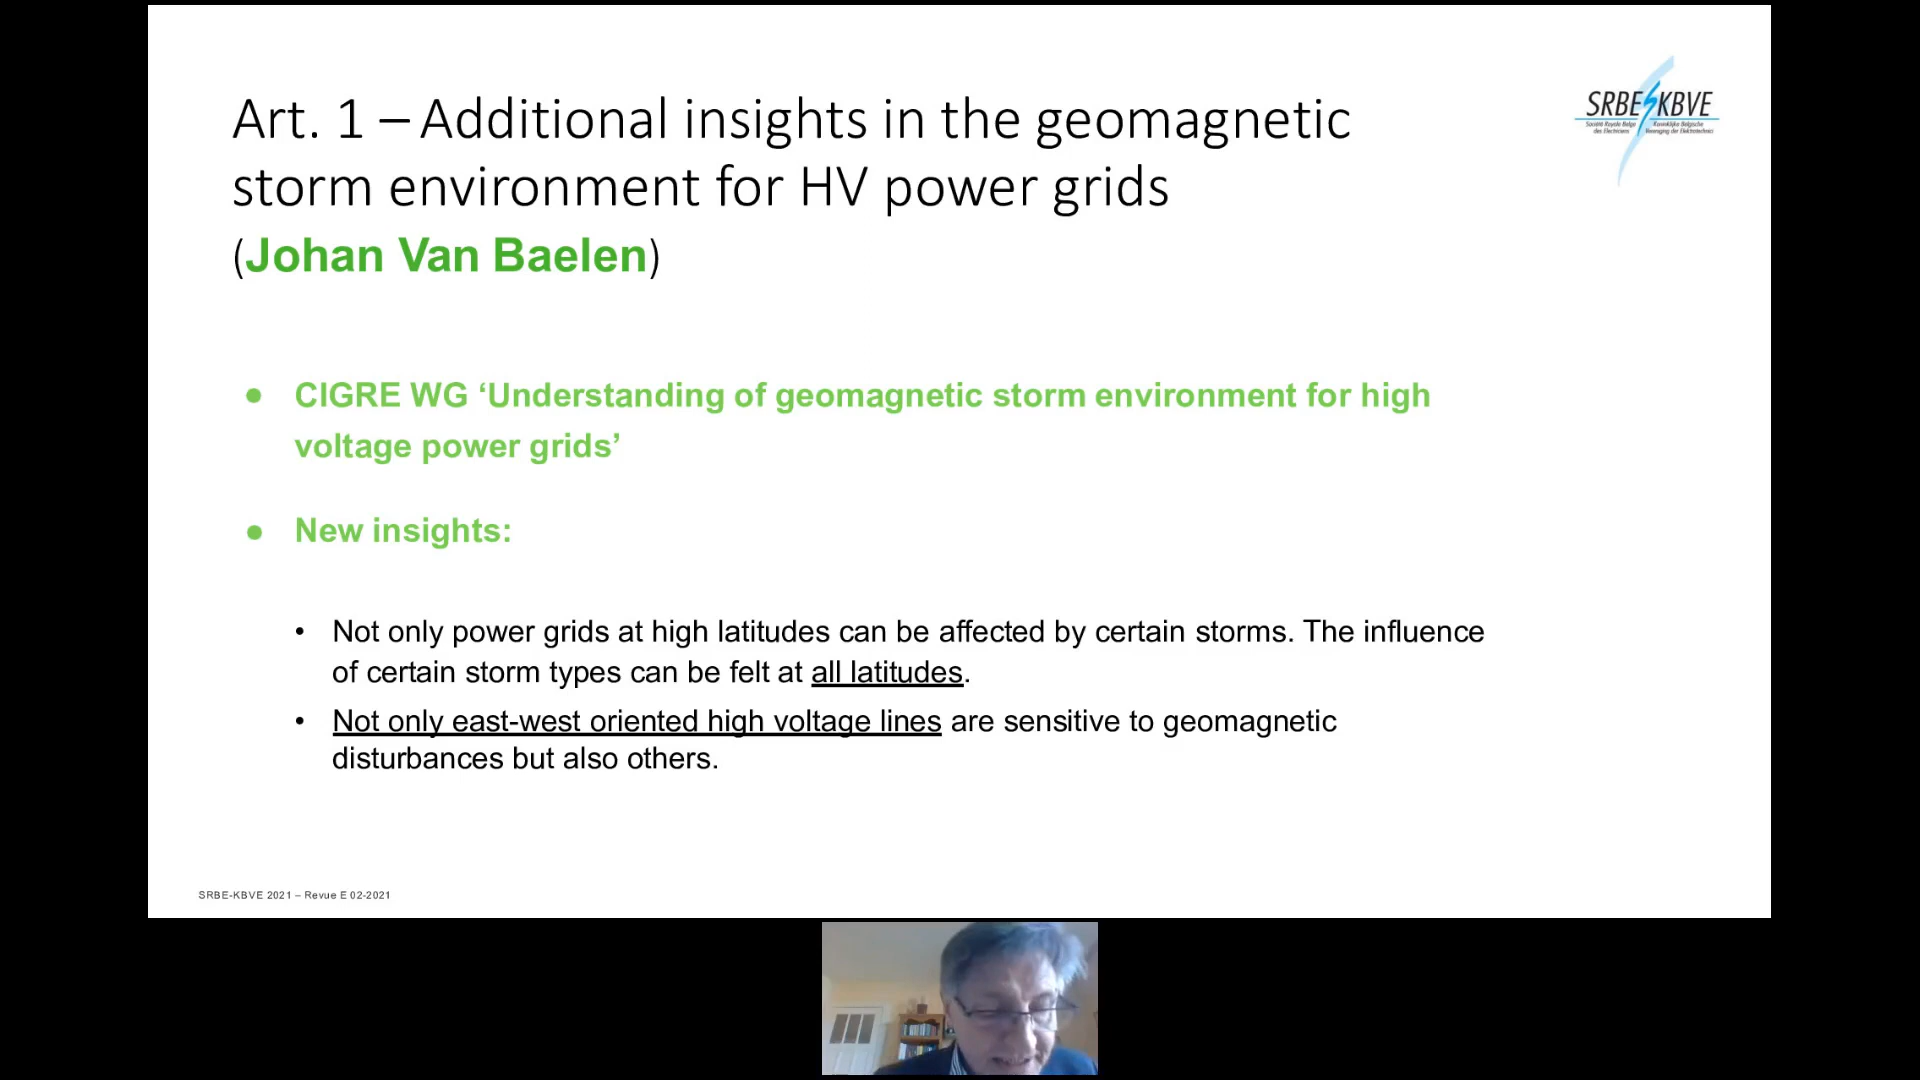 Art. 1 – Additional insights in the geomagnetic
storm environment for HV power grids
(Johan Van Baelen)
SRBE KBVE
Société Royale Belge
des Electriciens
Koninklijke Belgische
Vereniging der Elektrotechnici
● CIGRE WG ‘Understanding of geomagnetic storm environment for high
voltage power grids’
● New insights:
• Not only power grids at high latitudes can be affected by certain storms. The influence
of certain storm types can be felt at all latitudes.
• Not only east-west oriented high voltage lines are sensitive to geomagnetic
disturbances but also others.
SRBE-KBVE 2021 – Revue E 02-2021